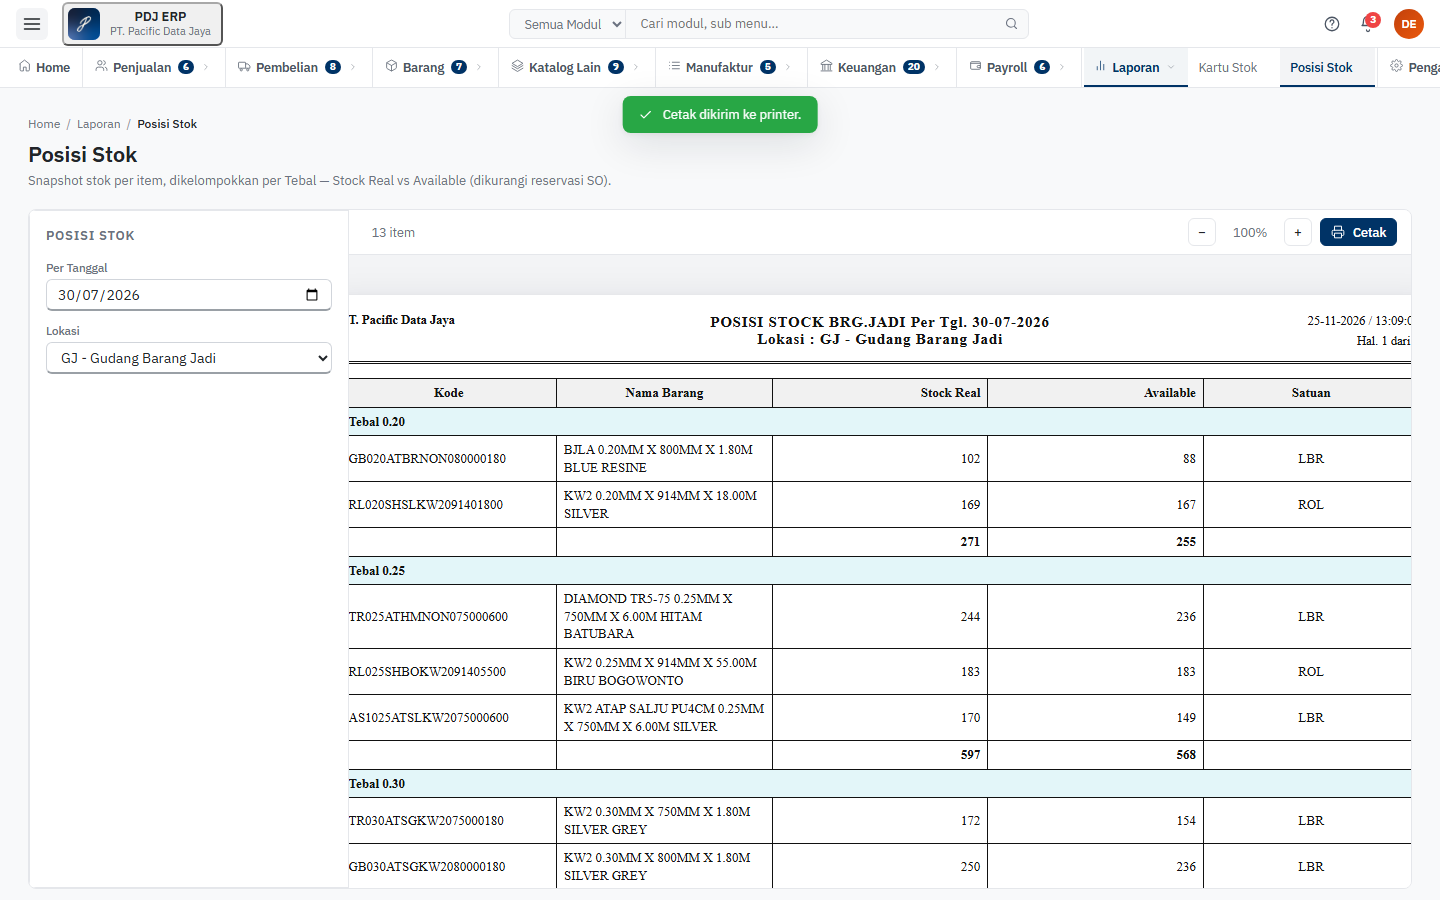 PDJ ERP
PT. Pacific Data Jaya
Semua Modul
Cari modul, sub menu...
3
DE
Home
Penjualan 6
Pembelian 8
Barang 7
Katalog Lain 9
Manufaktur 5
Keuangan 20
Payroll 6
Laporan
Kartu Stok
Posisi Stok
Penga
Cetak dikirim ke printer.
Home / Laporan / Posisi Stok
Posisi Stok
Snapshot stok per item, dikelompokkan per Tebal — Stock Real vs Available (dikurangi reservasi SO).
POSISI STOK
Per Tanggal
30/07/2026
Lokasi
GJ - Gudang Barang Jadi
13 item
− 100% + Cetak
T. Pacific Data Jaya
POSISI STOCK BRG.JADI Per Tgl. 30-07-2026
Lokasi : GJ - Gudang Barang Jadi
25-11-2026 / 13:09:0
Hal. 1 dari
Kode Nama Barang Stock Real Available Satuan
Tebal 0.20
GB020ATBRNON080000180 BJLA 0.20MM X 800MM X 1.80M 102 88 LBR
BLUE RESINE
RL020SHSLKW2091401800 KW2 0.20MM X 914MM X 18.00M 169 167 ROL
SILVER
271 255
Tebal 0.25
TR025ATHMNON075000600 DIAMOND TR5-75 0.25MM X 244 236 LBR
750MM X 6.00M HITAM
BATUBARA
RL025SHBOKW2091405500 KW2 0.25MM X 914MM X 55.00M 183 183 ROL
BIRU BOGOWONTO
AS1025ATSLKW2075000600 KW2 ATAP SALJU PU4CM 0.25MM 170 149 LBR
X 750MM X 6.00M SILVER
597 568
Tebal 0.30
TR030ATSGKW2075000180 KW2 0.30MM X 750MM X 1.80M 172 154 LBR
SILVER GREY
GB030ATSGKW2080000180 KW2 0.30MM X 800MM X 1.80M 250 236 LBR
SILVER GREY